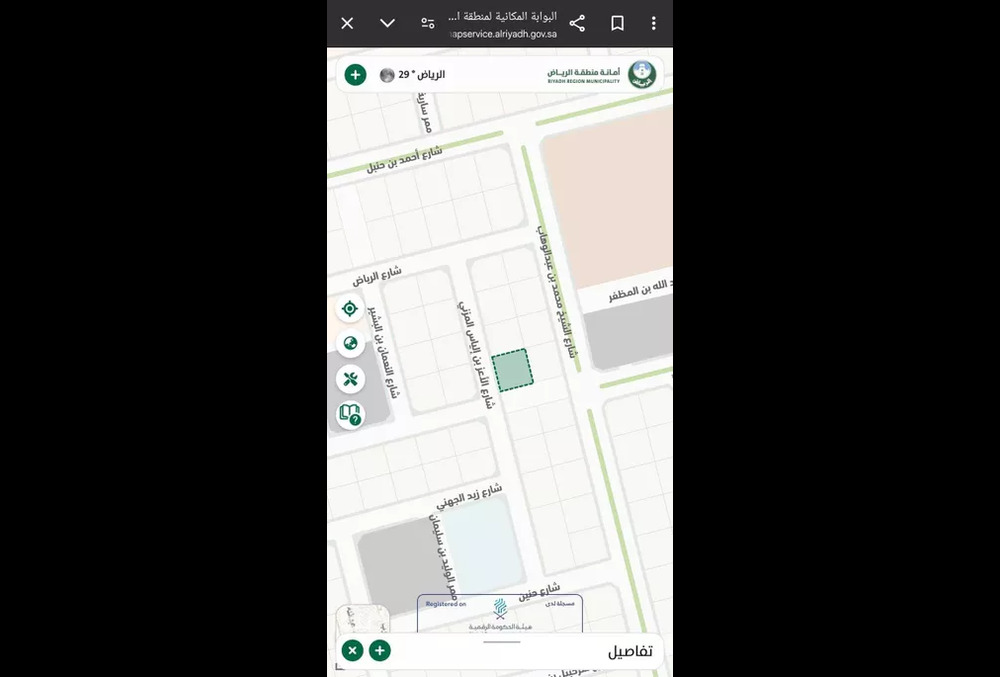 البوابة المكانية لمنطقة ا...
apservice.alriyadh.gov.sa
الرياض ° 29
أمانة منطقة الرياض
RIYADH REGION MUNICIPALITY
ممر سارية
شارع أحمد بن حنبل
شارع الشيخ محمد بن عبدالوهاب
شارع الرياض
د الله بن المظفر
شارع الأغر بن إلياس المزني
شارع النعمان بن البشير
شارع زيد الجهني
ممر الوليد بن سليمان
شارع حنين
Registered on
مسجلة لدى
هيئة الحكومة الرقمية
تفاصيل